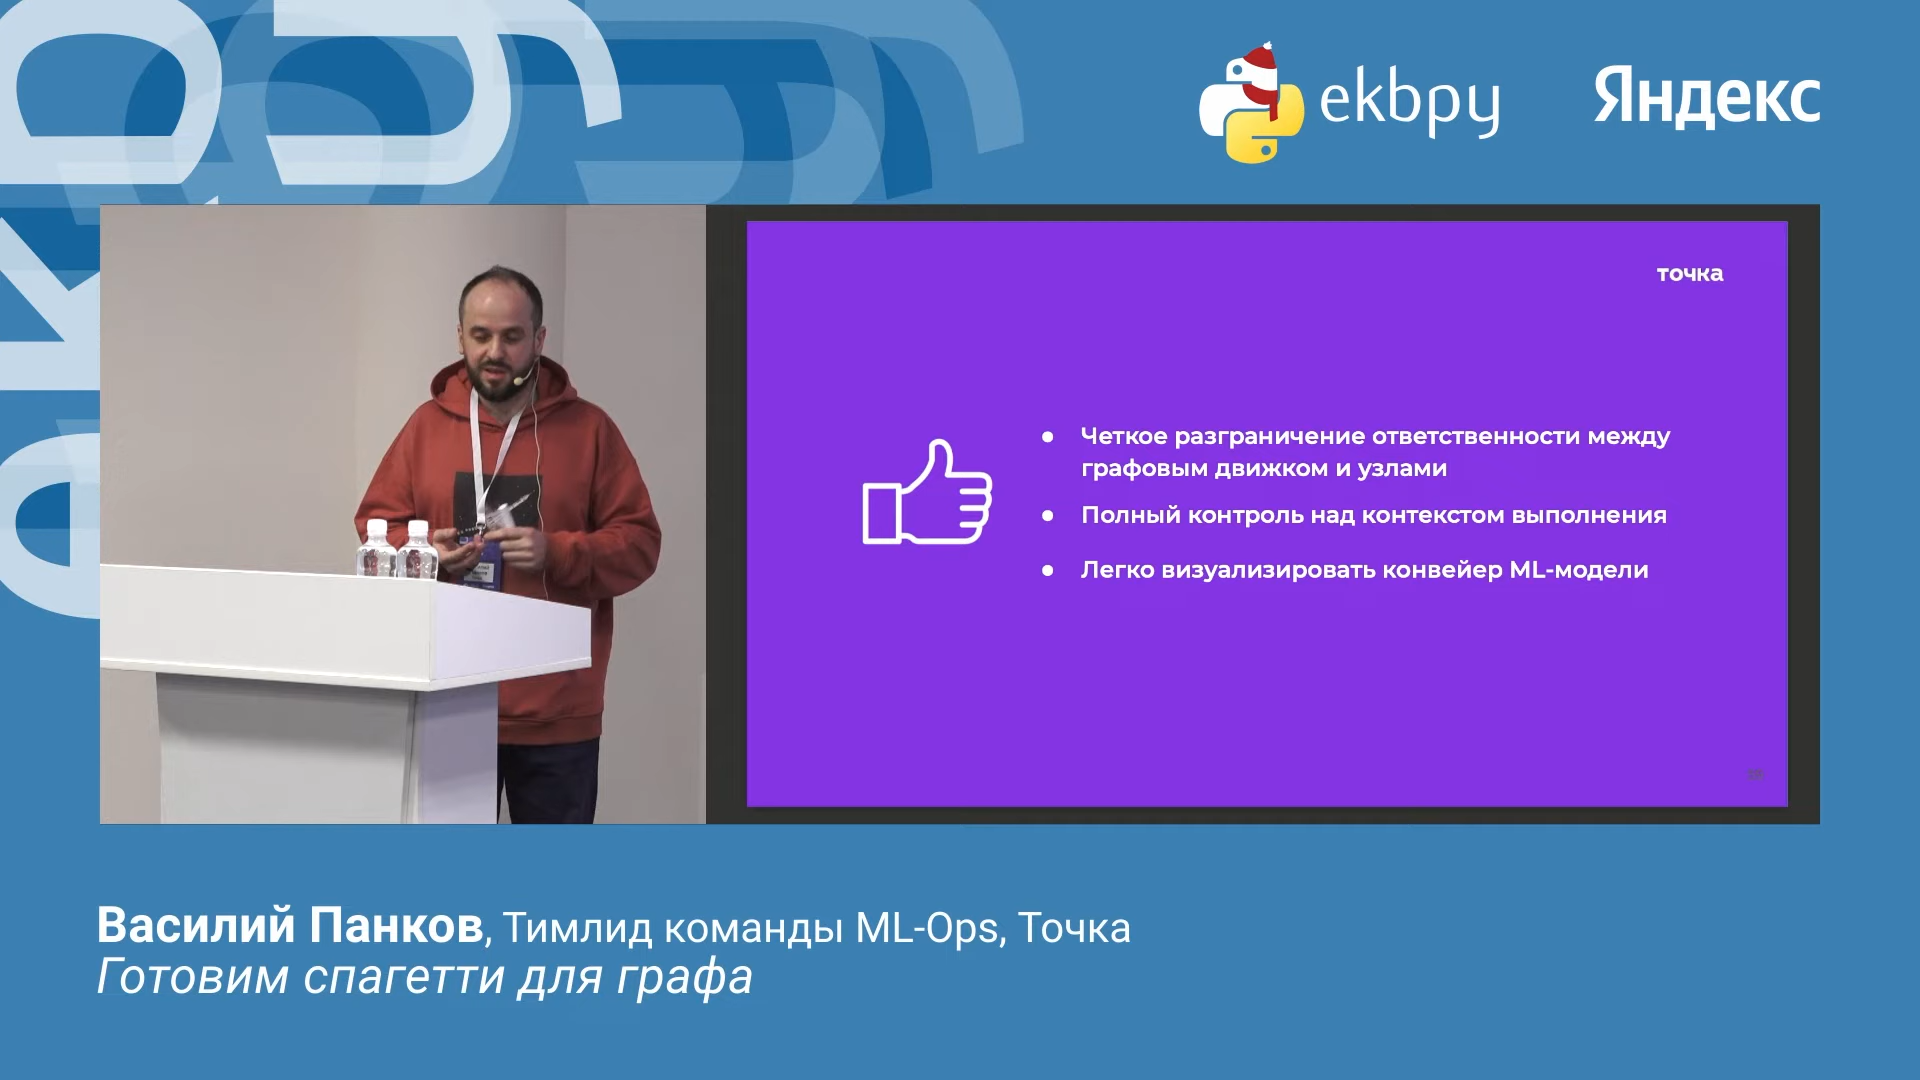 ekbpy
Яндекс
точка
Четкое разграничение ответственности между
графовым движком и узлами
Полный контроль над контекстом выполнения
Легко визуализировать конвейер ML-модели
Василий Панков, Тимлид команды ML-Ops, Точка
Готовим спагетти для графа